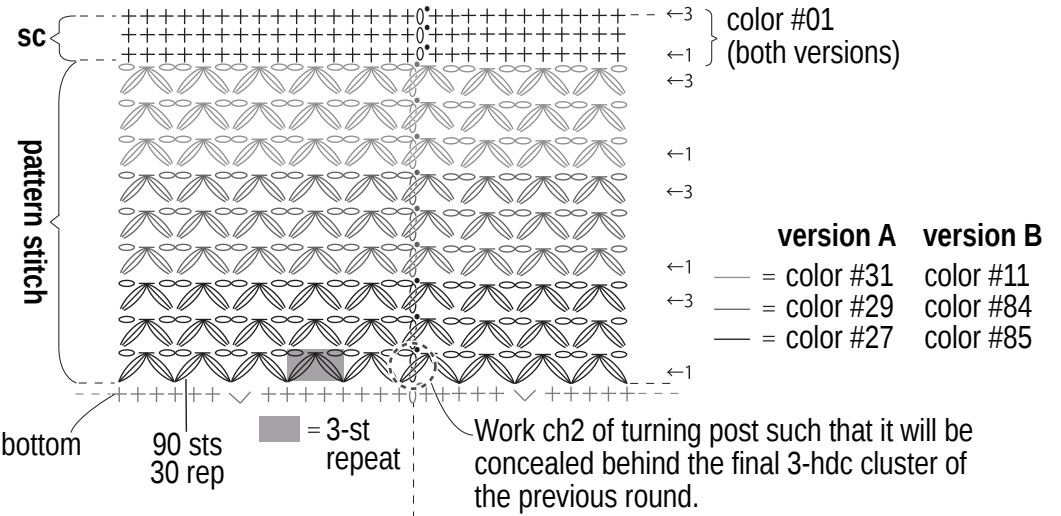 ←3
color #01
sc
←1
(both versions)
←3
pattern stitch
←1
←3
version A version B
←1
— = color #31 color #11
←3
— = color #29 color #84
— = color #27 color #85
←1
bottom
90 sts
30 rep
= 3-st
repeat
Work ch2 of turning post such that it will be
concealed behind the final 3-hdc cluster of
the previous round.